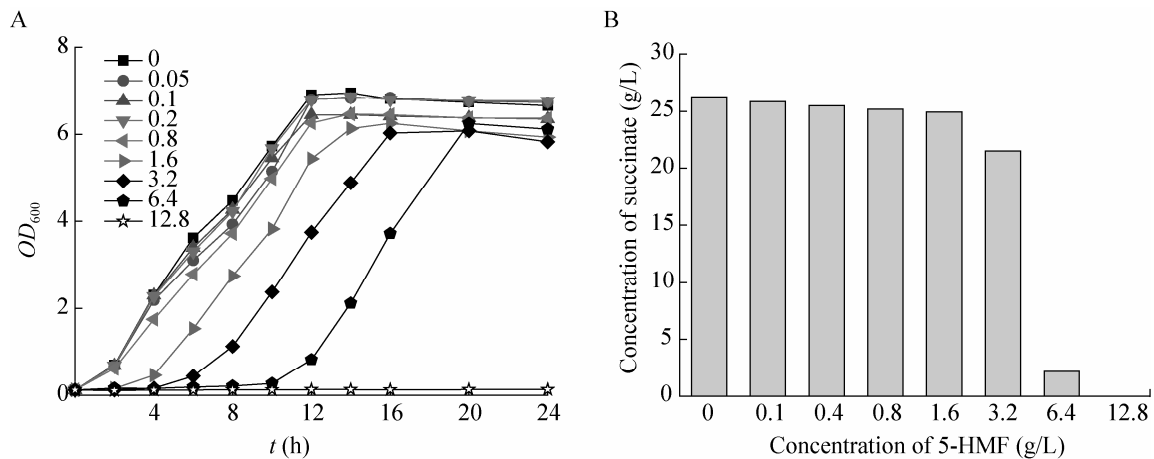 A
8
6
4
2
0
OD600
0
0.05
0.1
0.2
0.8
1.6
3.2
6.4
12.8
4 8 12 16 20 24
t (h)
B
30
25
20
15
10
5
0
Concentration of succinate (g/L)
0 0.1 0.4 0.8 1.6 3.2 6.4 12.8
Concentration of 5-HMF (g/L)